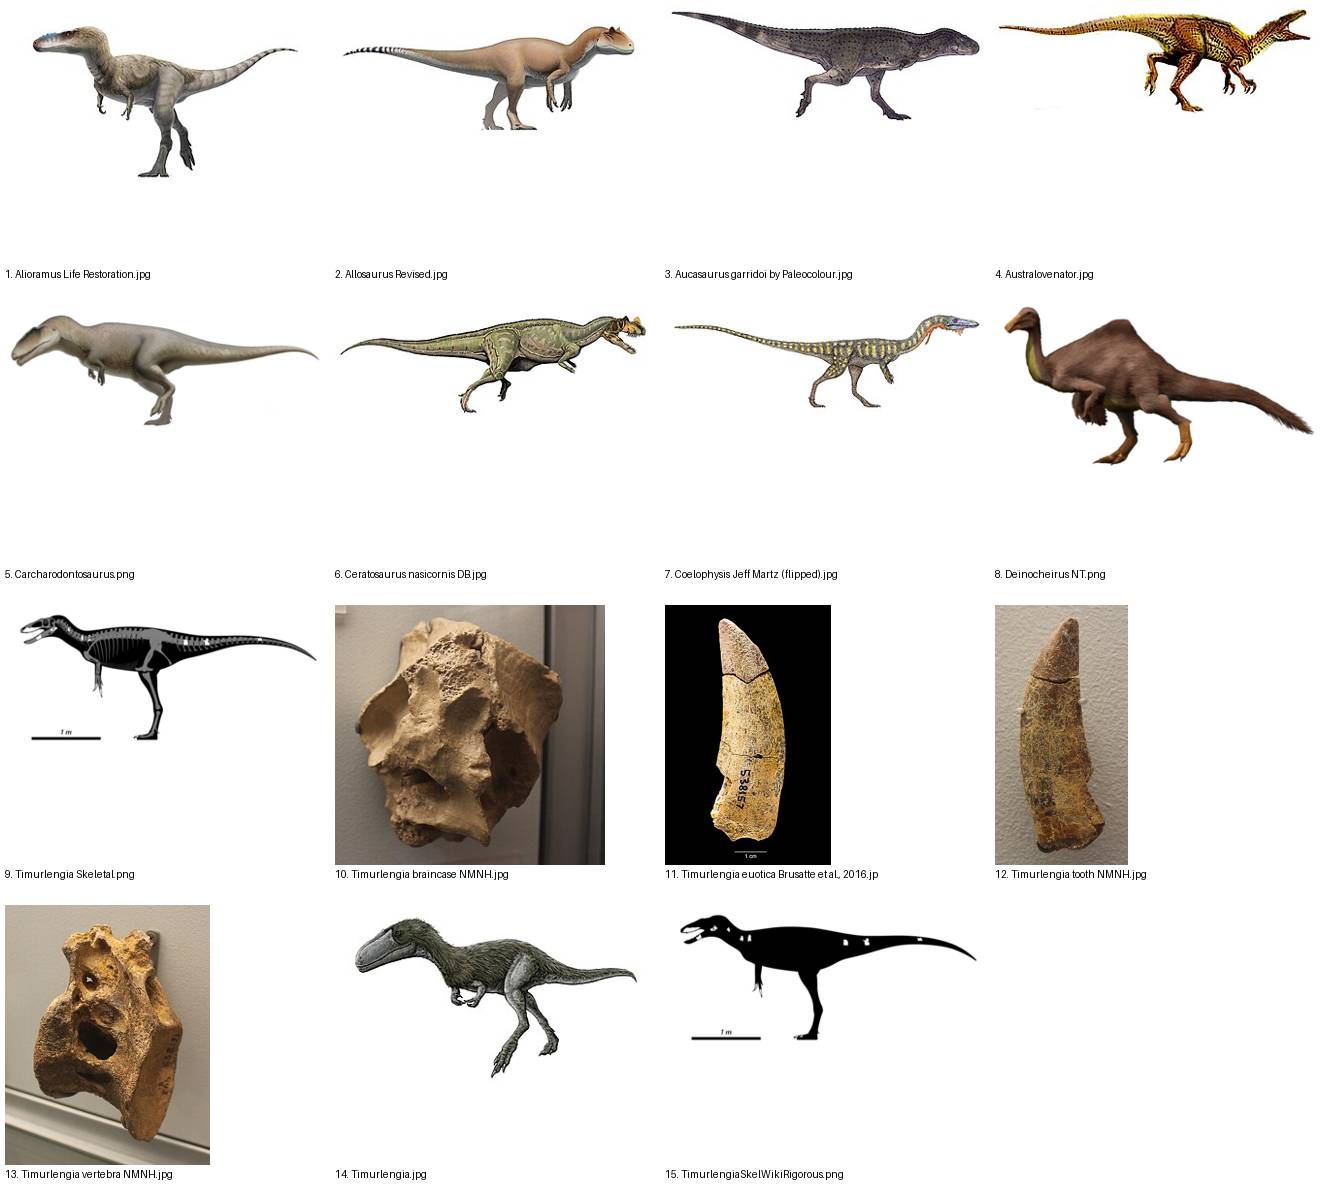 1. Alioramus Life Restoration.jpg
2. Allosaurus Revised.jpg
3. Aucasaurus garridoi by Paleocolour.jpg
4. Australovenator.jpg
5. Carcharodontosaurus.png
6. Ceratosaurus nasicornis DB.jpg
7. Coelophysis Jeff Martz (flipped).jpg
8. Deinocheirus NT.png
1 m
538157
1 cm
9. Timurlengia Skeletal.png
10. Timurlengia braincase NMNH.jpg
11. Timurlengia euotica Brusatte et al., 2016.jp
12. Timurlengia tooth NMNH.jpg
1 m
13. Timurlengia vertebra NMNH.jpg
14. Timurlengia.jpg
15. TimurlengiaSkelWikiRigorous.png